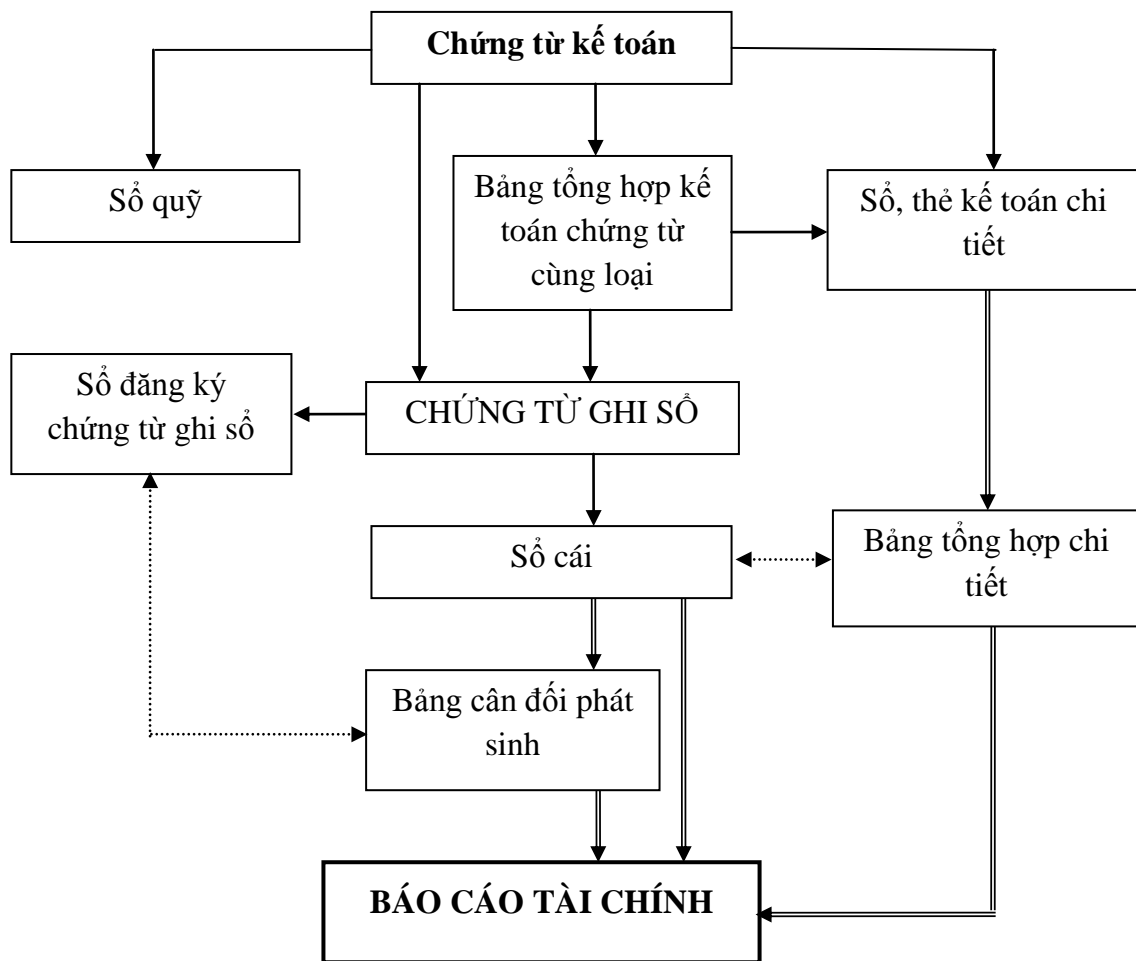 Chứng từ kế toán
Sổ quỹ
Bảng tổng hợp kế
toán chứng từ
cùng loại
Sổ, thẻ kế toán chi
tiết
Sổ đăng ký
chứng từ ghi sổ
CHỨNG TỪ GHI SỔ
Sổ cái
Bảng tổng hợp chi
tiết
Bảng cân đối phát
sinh
BÁO CÁO TÀI CHÍNH